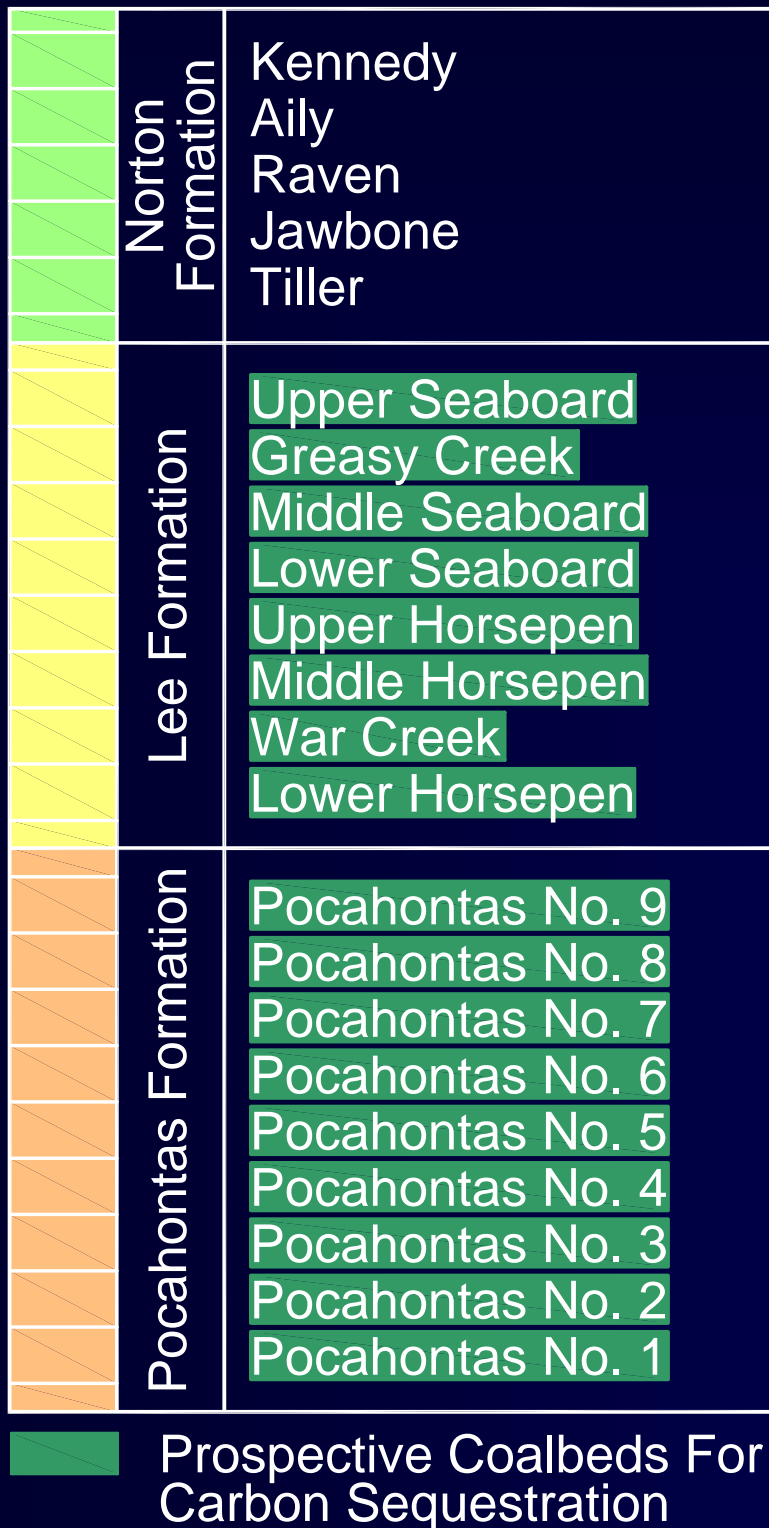 Norton
Formation
Kennedy
Aily
Raven
Jawbone
Tiller
Lee Formation
Upper Seaboard
Greasy Creek
Middle Seaboard
Lower Seaboard
Upper Horsepen
Middle Horsepen
War Creek
Lower Horsepen
Pocahontas Formation
Pocahontas No. 9
Pocahontas No. 8
Pocahontas No. 7
Pocahontas No. 6
Pocahontas No. 5
Pocahontas No. 4
Pocahontas No. 3
Pocahontas No. 2
Pocahontas No. 1
Prospective Coalbeds For
Carbon Sequestration